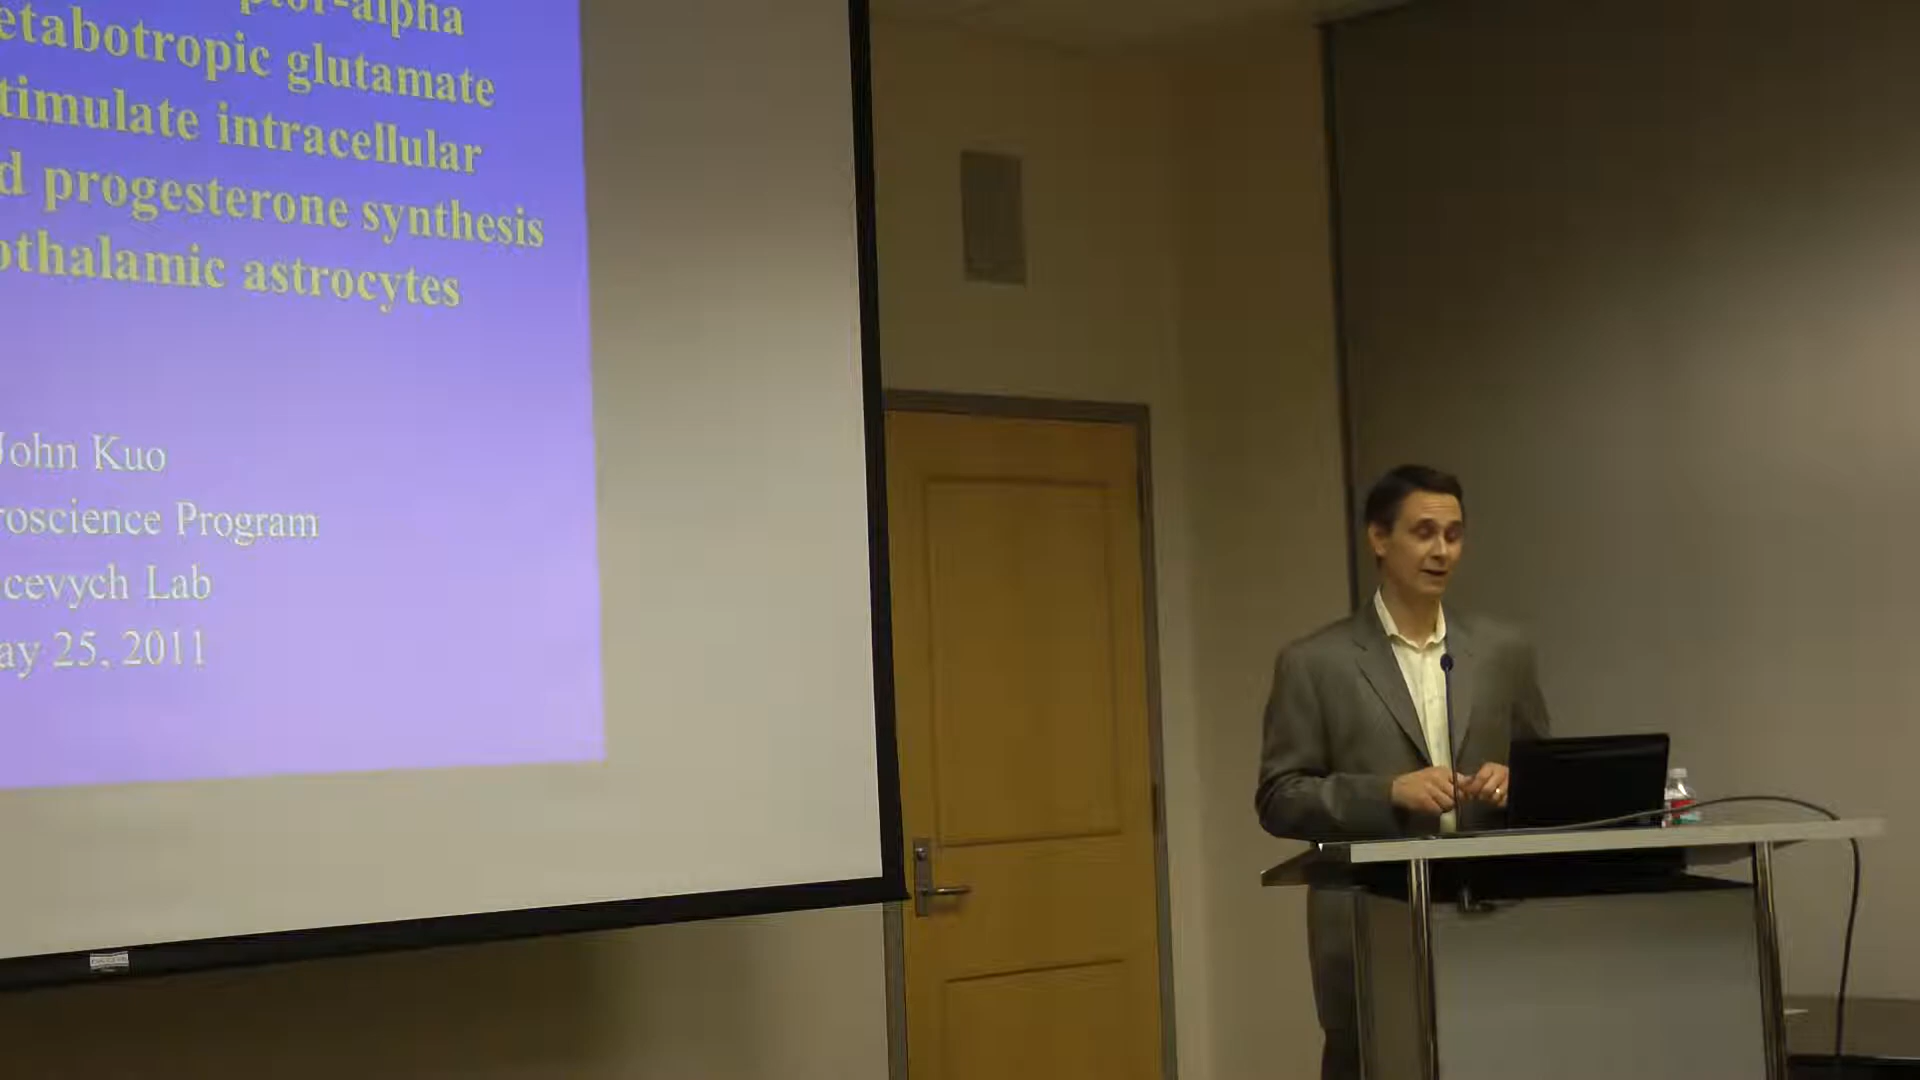 ptor-alpha
etabotropic glutamate
timulate intracellular
d progesterone synthesis
othalamic astrocytes
John Kuo
roscience Program
cevych Lab
ay 25, 2011